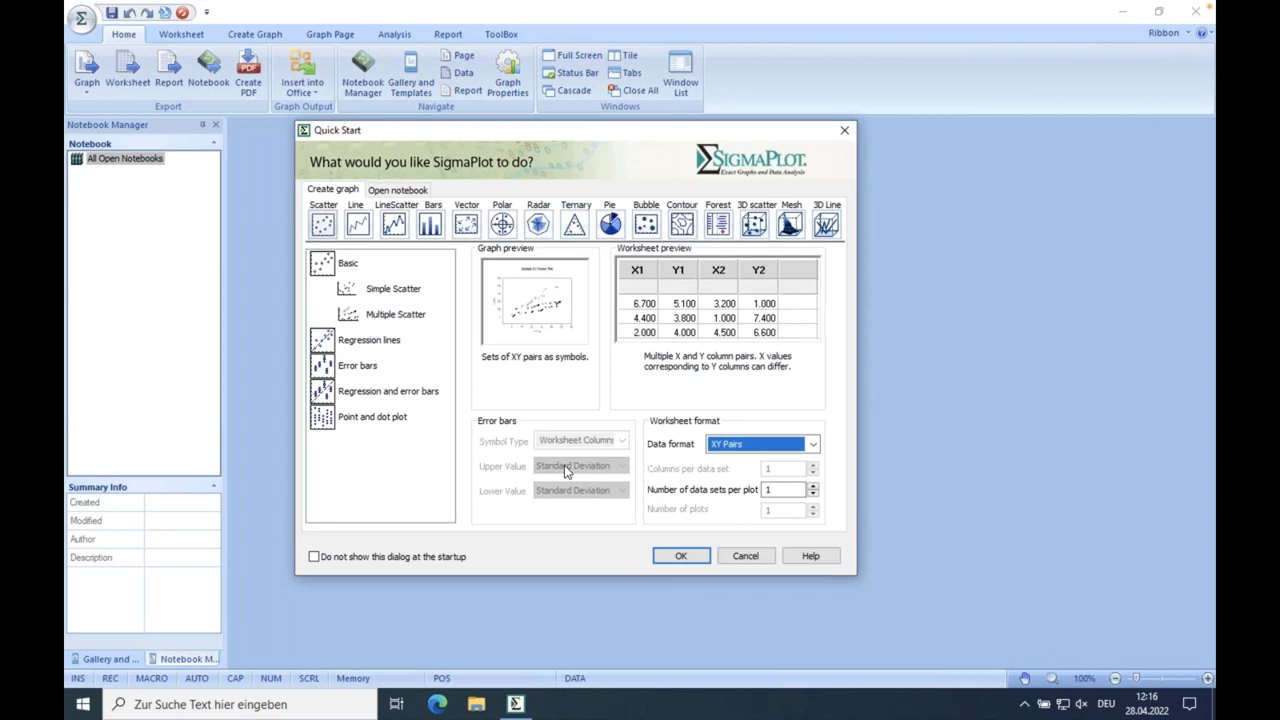 Home Worksheet Create Graph Graph Page Analysis Report ToolBox Ribbon
Graph Worksheet Report Notebook Create PDF
Insert into Office
Notebook Manager Gallery and Templates
Page
Data
Report
Graph Properties
Full Screen Tile
Status Bar Tabs
Cascade Close All
Window List
Export Graph Output Navigate Windows
Notebook Manager
Notebook
All Open Notebooks
Summary Info
Created
Modified
Author
Description
Gallery and ... Notebook M...
Quick Start
What would you like SigmaPlot to do?
SIGMAPLOT
Exact Graphs and Data Analysis
Create graph Open notebook
Scatter Line LineScatter Bars Vector Polar Radar Ternary Pie Bubble Contour Forest 3D scatter Mesh 3D Line
Basic
Simple Scatter
Multiple Scatter
Regression lines
Error bars
Regression and error bars
Point and dot plot
Graph preview
Sets of XY pairs as symbols.
Worksheet preview
X1 Y1 X2 Y2
6.700 5.100 3.200 1.000
4.400 3.800 1.000 7.400
2.000 4.000 4.500 6.600
Multiple X and Y column pairs. X values
corresponding to Y columns can differ.
Error bars
Symbol Type Worksheet Columns
Upper Value Standard Deviation
Lower Value Standard Deviation
Worksheet format
Data format XY Pairs
Columns per data set 1
Number of data sets per plot 1
Number of plots 1
Do not show this dialog at the startup
OK Cancel Help
INS REC MACRO AUTO CAP NUM SCRL Memory POS DATA 100%
Zur Suche Text hier eingeben
DEU
12:16
28.04.2022